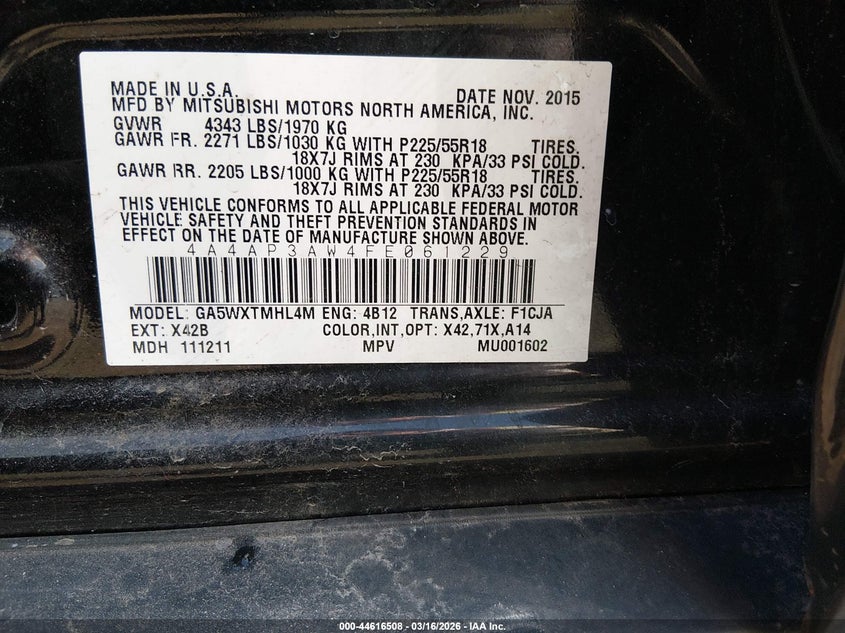 MADE IN U.S.A. DATE NOV. 2015
MFD BY MITSUBISHI MOTORS NORTH AMERICA, INC.
GVWR 4343 LBS/1970 KG
GAWR FR. 2271 LBS/1030 KG WITH P225/55R18 TIRES.
18X7J RIMS AT 230 KPA/33 PSI COLD.
GAWR RR. 2205 LBS/1000 KG WITH P225/55R18 TIRES.
18X7J RIMS AT 230 KPA/33 PSI COLD.
THIS VEHICLE CONFORMS TO ALL APPLICABLE FEDERAL MOTOR
VEHICLE SAFETY AND THEFT PREVENTION STANDARDS IN
EFFECT ON THE DATE OF MANUFACTURE SHOWN ABOVE.
4A4AP3AW4FE061229
MODEL: GA5WXTMHL4M ENG: 4B12 TRANS,AXLE: F1CJA
EXT: X42B COLOR,INT,OPT: X42,71X,A14
MDH 111211 MPV MU001602
000-44616508 - 03/16/2026 - IAA Inc.